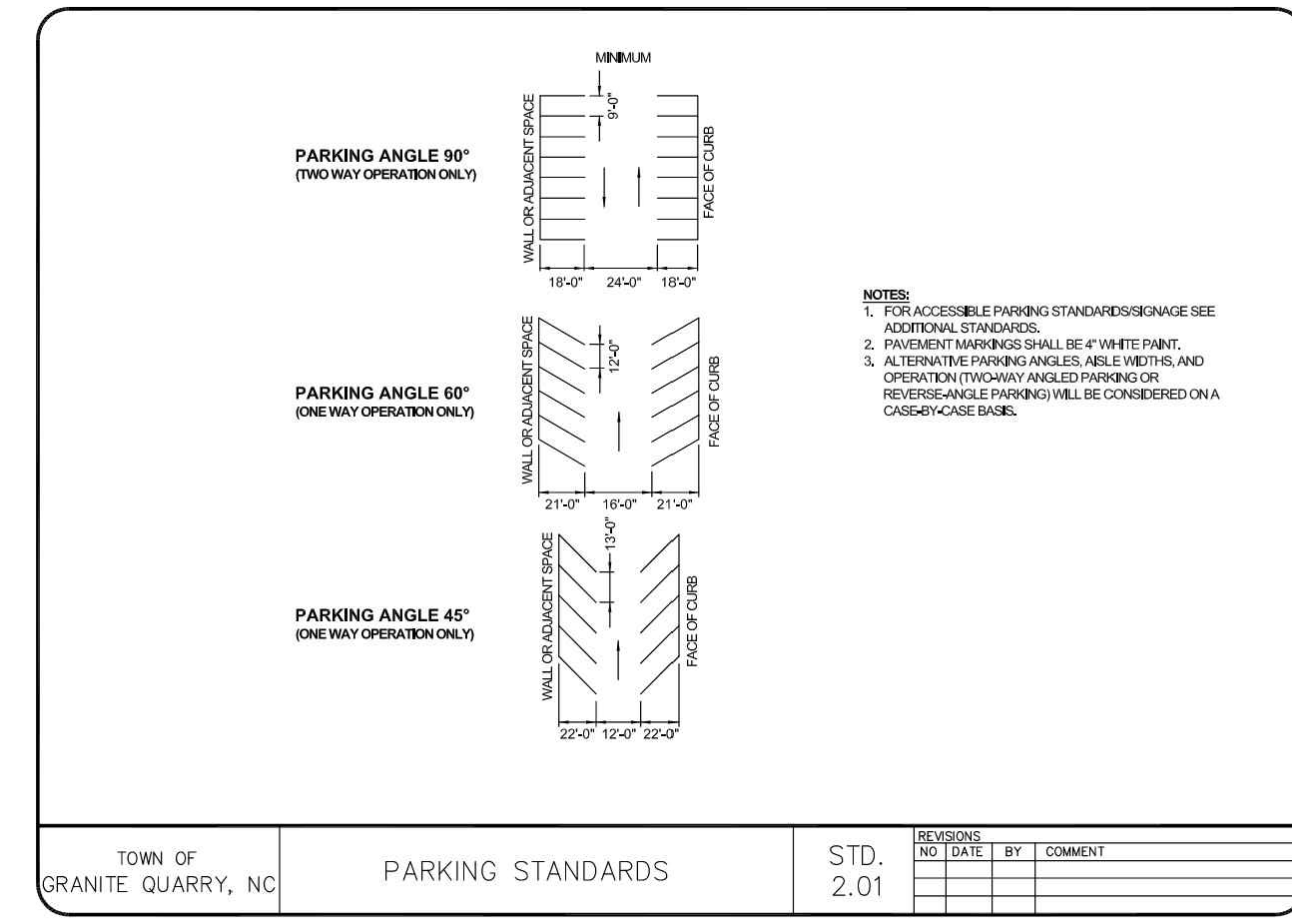 MINIMUM
9'-0"
WALL OR ADJACENT SPACE
FACE OF CURB
PARKING ANGLE 90°
(TWO WAY OPERATION ONLY)
18'-0" 24'-0" 18'-0"
12'-0"
WALL OR ADJACENT SPACE
FACE OF CURB
PARKING ANGLE 60°
(ONE WAY OPERATION ONLY)
21'-0" 16'-0" 21'-0"
13'-0"
WALL OR ADJACENT SPACE
FACE OF CURB
PARKING ANGLE 45°
(ONE WAY OPERATION ONLY)
22'-0" 12'-0" 22'-0"
NOTES:
1. FOR ACCESSIBLE PARKING STANDARDS/SIGNAGE SEE
ADDITIONAL STANDARDS.
2. PAVEMENT MARKINGS SHALL BE 4" WHITE PAINT.
3. ALTERNATIVE PARKING ANGLES, AISLE WIDTHS, AND
OPERATION (TWO-WAY ANGLED PARKING OR
REVERSE-ANGLE PARKING) WILL BE CONSIDERED ON A
CASE-BY-CASE BASIS.
TOWN OF
GRANITE QUARRY, NC
PARKING STANDARDS
STD.
2.01
REVISIONS
NO DATE BY COMMENT